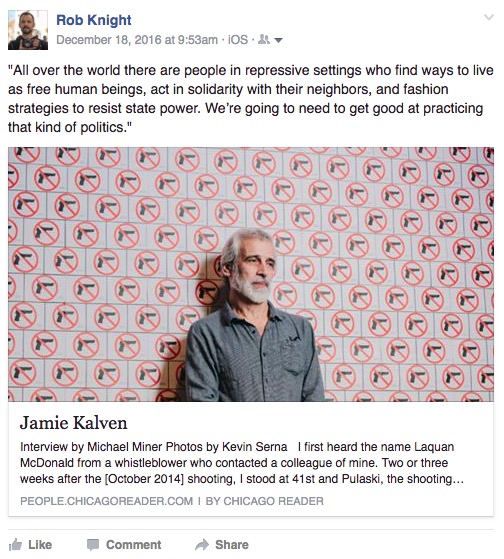 Rob Knight
December 18, 2016 at 9:53am · iOS ·
"All over the world there are people in repressive settings who find ways to live
as free human beings, act in solidarity with their neighbors, and fashion
strategies to resist state power. We're going to need to get good at practicing
that kind of politics."
Jamie Kalven
Interview by Michael Miner Photos by Kevin Serna I first heard the name Laquan
McDonald from a whistleblower who contacted a colleague of mine. Two or three
weeks after the [October 2014] shooting, I stood at 41st and Pulaski, the shooting…
PEOPLE.CHICAGOREADER.COM | BY CHICAGO READER
Like Comment Share